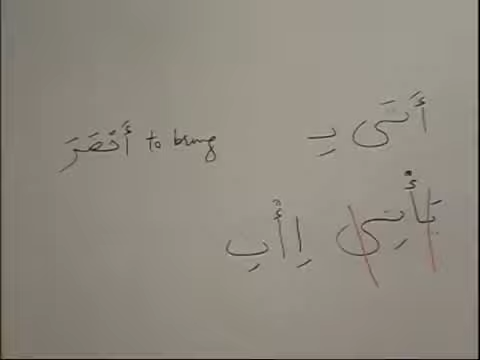 أَتَى بِ
أَحْضَرَ to bring
يَأْتِي
اِأْتِ بِ